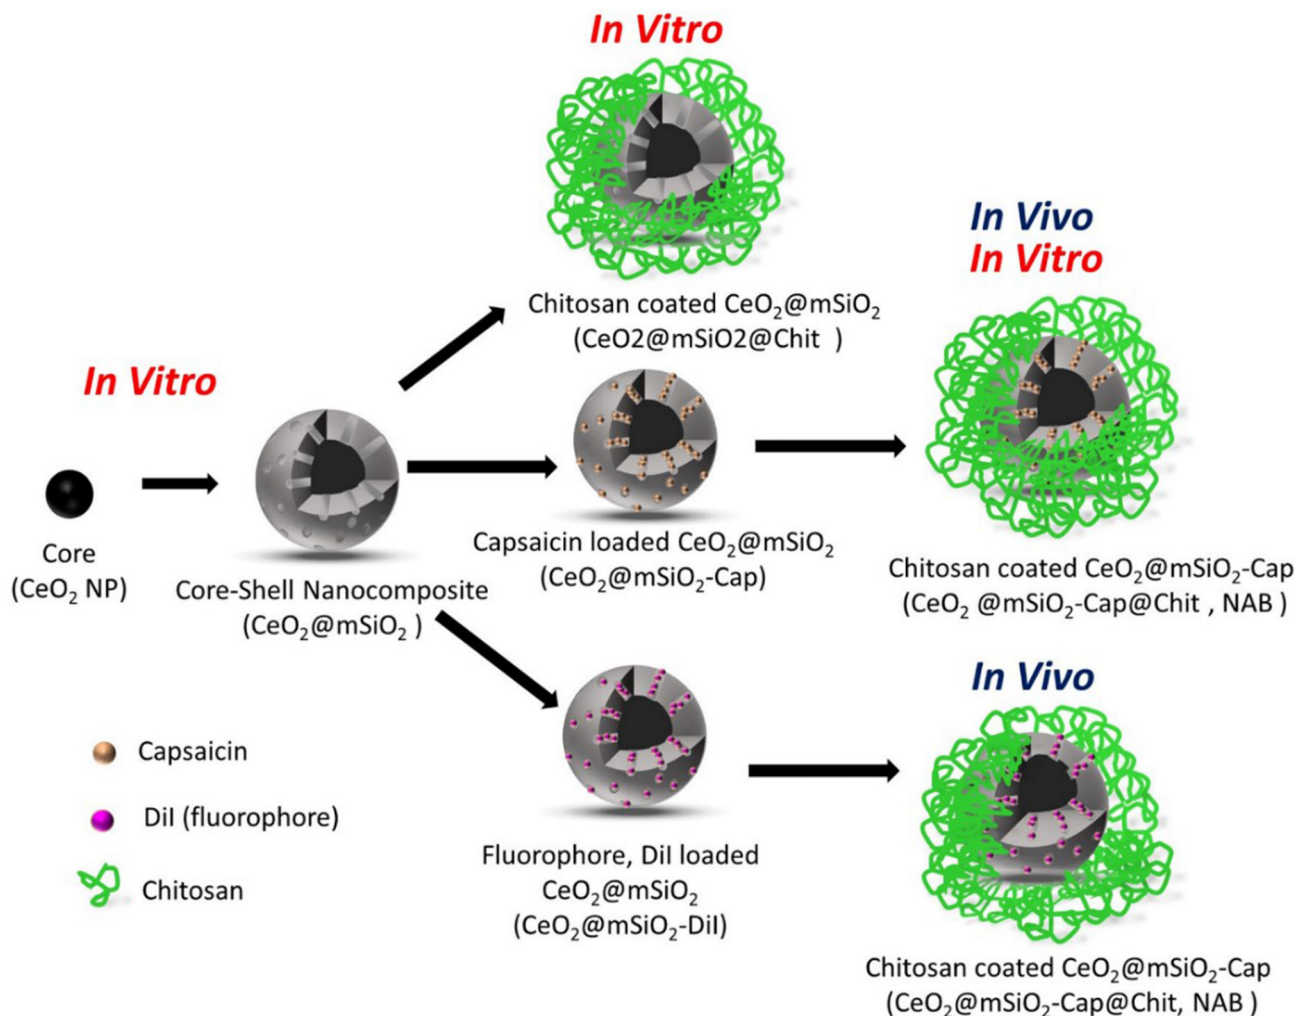 In Vitro
Chitosan coated CeO₂@mSiO₂
(CeO2@mSiO2@Chit )
In Vitro
Core
(CeO₂ NP)
Core-Shell Nanocomposite
(CeO₂@mSiO₂ )
Capsaicin loaded CeO₂@mSiO₂
(CeO₂@mSiO₂-Cap)
In Vivo
In Vitro
Chitosan coated CeO₂@mSiO₂-Cap
(CeO₂ @mSiO₂-Cap@Chit , NAB )
Fluorophore, DiI loaded
CeO₂@mSiO₂
(CeO₂@mSiO₂-DiI)
In Vivo
Chitosan coated CeO₂@mSiO₂-Cap
(CeO₂@mSiO₂-Cap@Chit, NAB )
Capsaicin
DiI (fluorophore)
Chitosan